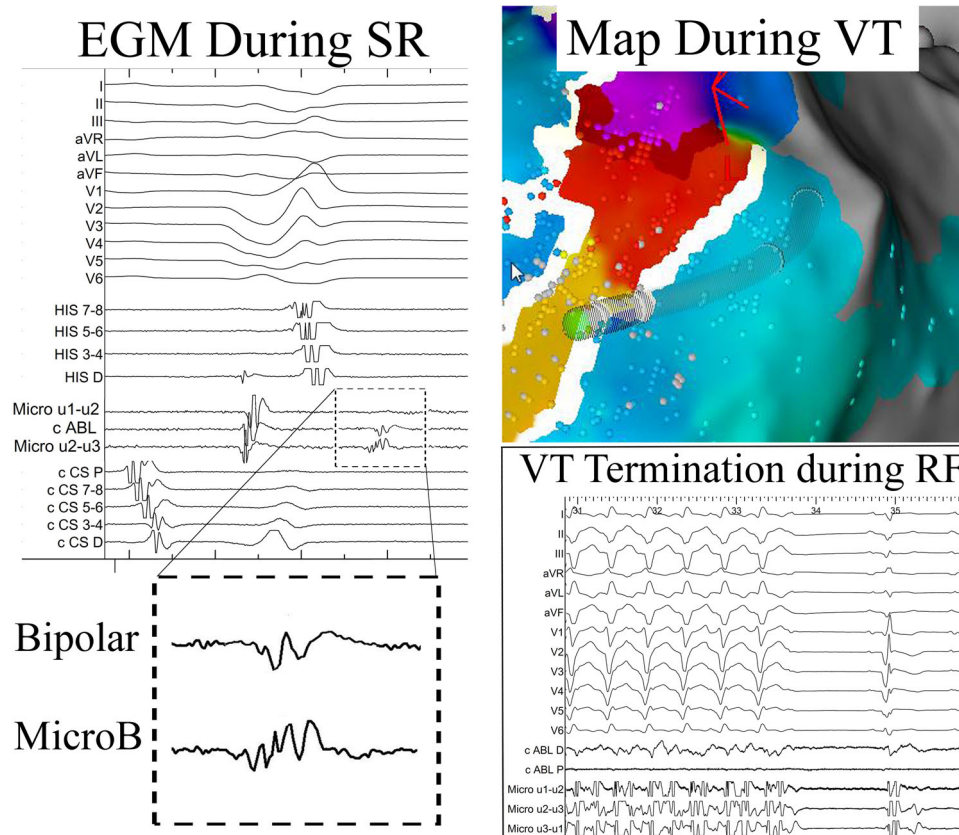 EGM During SR
I
II
III
aVR
aVL
aVF
V1
V2
V3
V4
V5
V6
HIS 7-8
HIS 5-6
HIS 3-4
HIS D
Micro u1-u2
c ABL
Micro u2-u3
c CS P
c CS 7-8
c CS 5-6
c CS 3-4
c CS D
Bipolar
MicroB
Map During VT
VT Termination during RF
31 32 33 34 35
I
II
III
aVR
aVL
aVF
V1
V2
V3
V4
V5
V6
c ABL D
c ABL P
Micro u1-u2
Micro u2-u3
Micro u3-u1